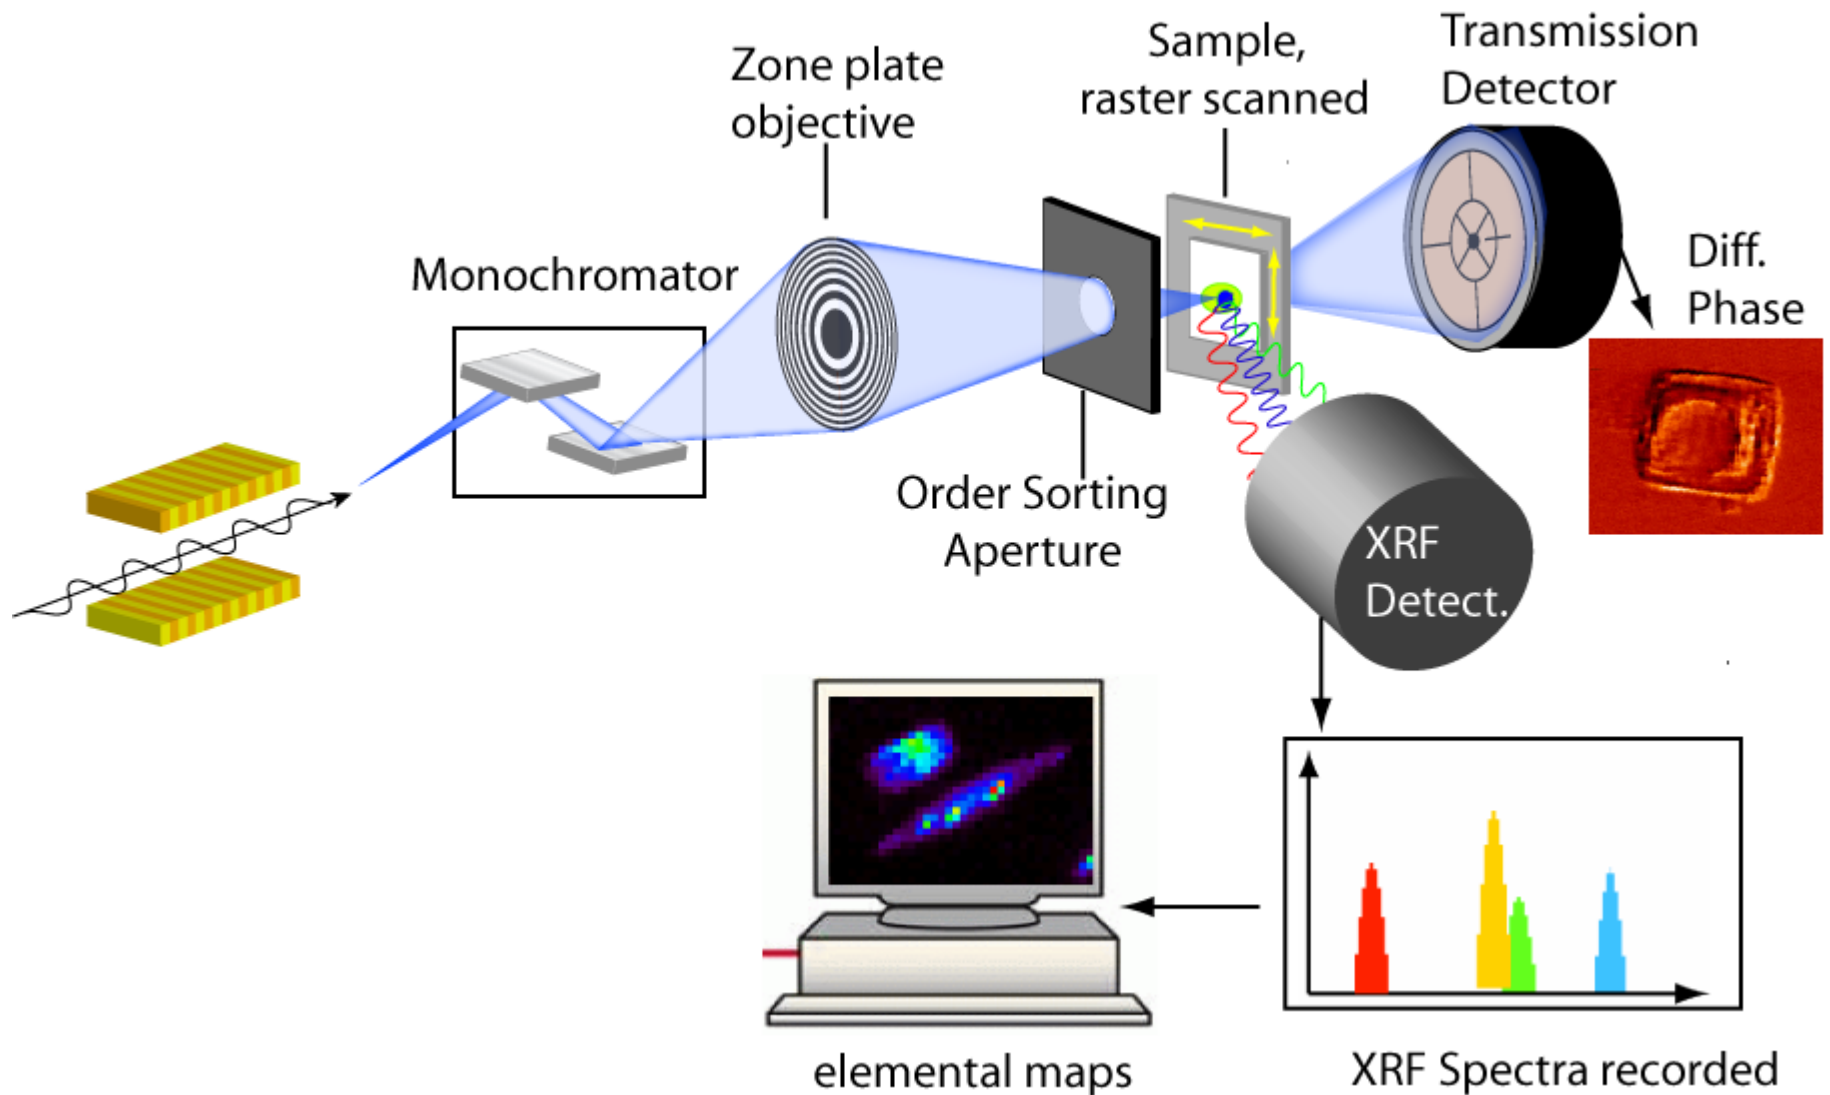 Zone plate
objective
Sample,
raster scanned
Transmission
Detector
Monochromator
Diff.
Phase
Order Sorting
Aperture
XRF
Detect.
elemental maps
XRF Spectra recorded